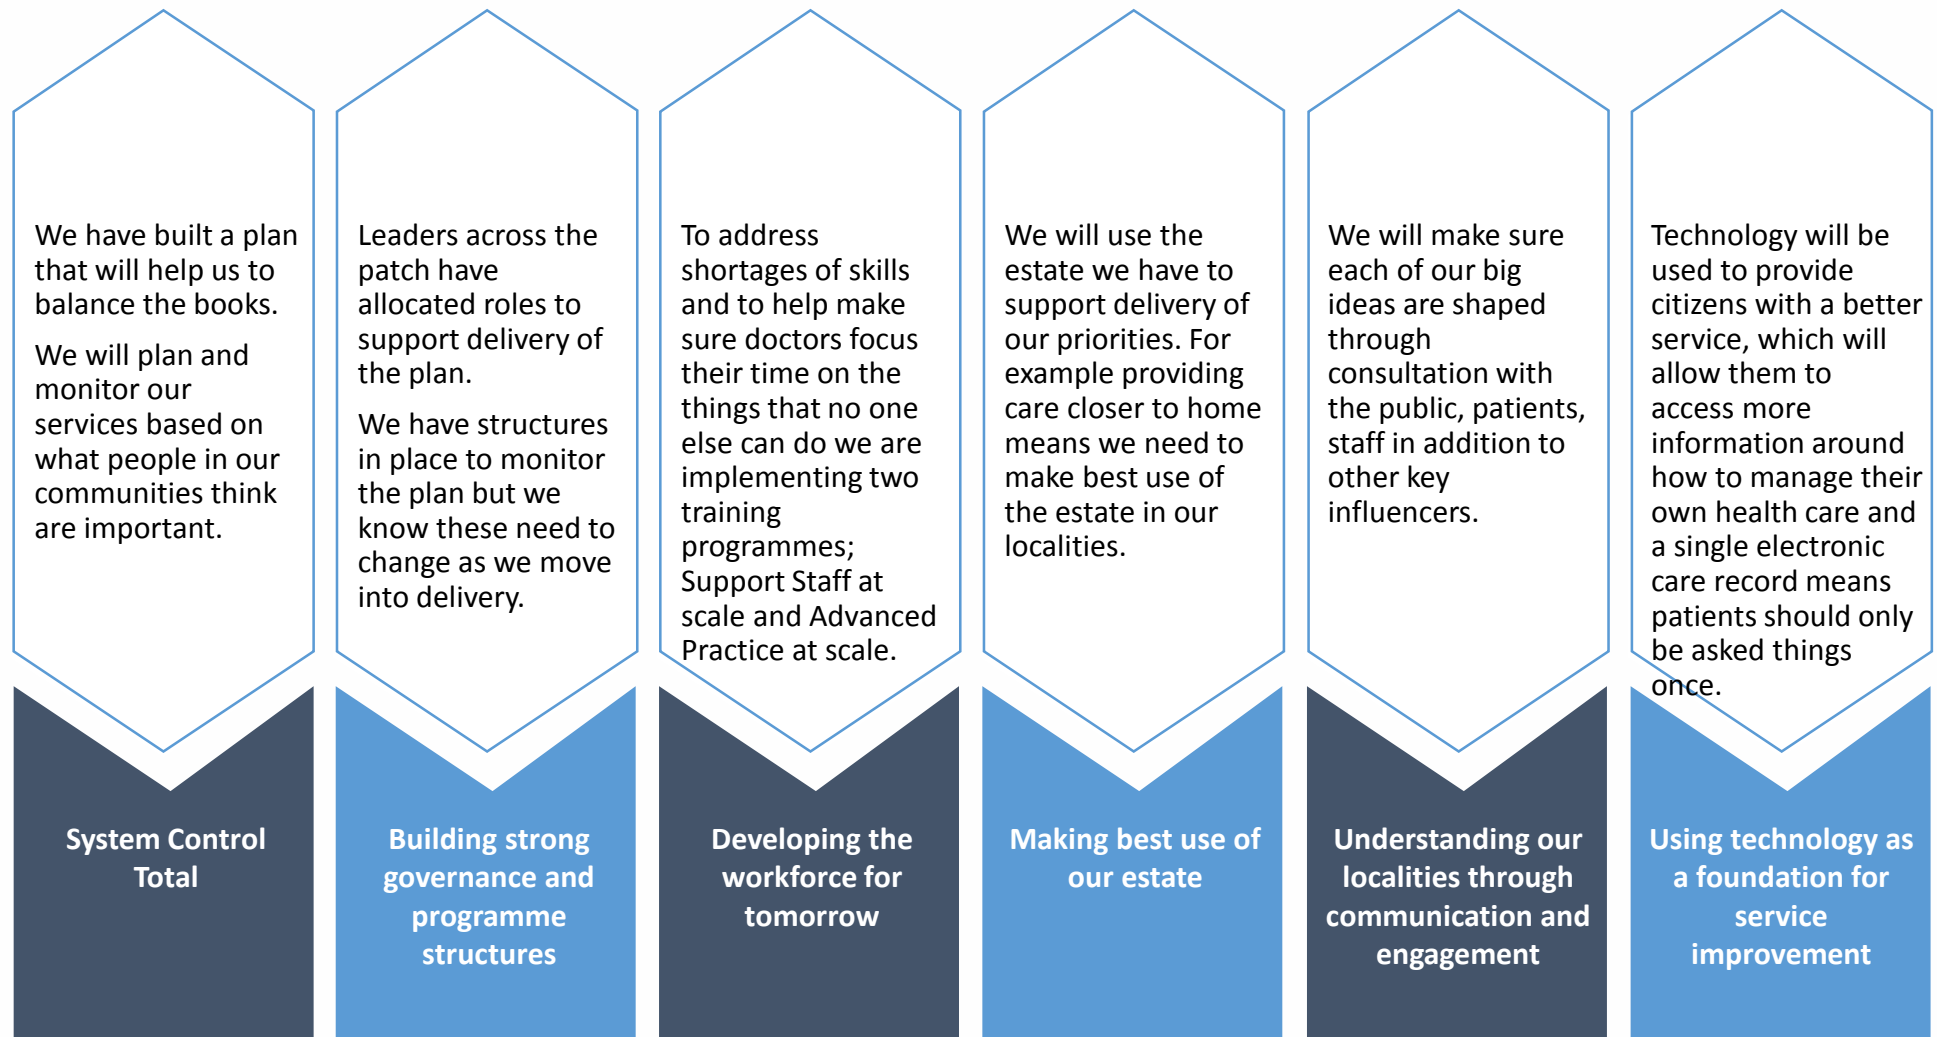 We have built a plan
that will help us to
balance the books.
We will plan and
monitor our
services based on
what people in our
communities think
are important.
System Control
Total
Leaders across the
patch have
allocated roles to
support delivery of
the plan.
We have structures
in place to monitor
the plan but we
know these need to
change as we move
into delivery.
Building strong
governance and
programme
structures
To address
shortages of skills
and to help make
sure doctors focus
their time on the
things that no one
else can do we are
implementing two
training
programmes;
Support Staff at
scale and Advanced
Practice at scale.
Developing the
workforce for
tomorrow
We will use the
estate we have to
support delivery of
our priorities. For
example providing
care closer to home
means we need to
make best use of
the estate in our
localities.
Making best use of
our estate
We will make sure
each of our big
ideas are shaped
through
consultation with
the public, patients,
staff in addition to
other key
influencers.
Understanding our
localities through
communication and
engagement
Technology will be
used to provide
citizens with a better
service, which will
allow them to
access more
information around
how to manage their
own health care and
a single electronic
care record means
patients should only
be asked things
once.
Using technology as
a foundation for
service
improvement